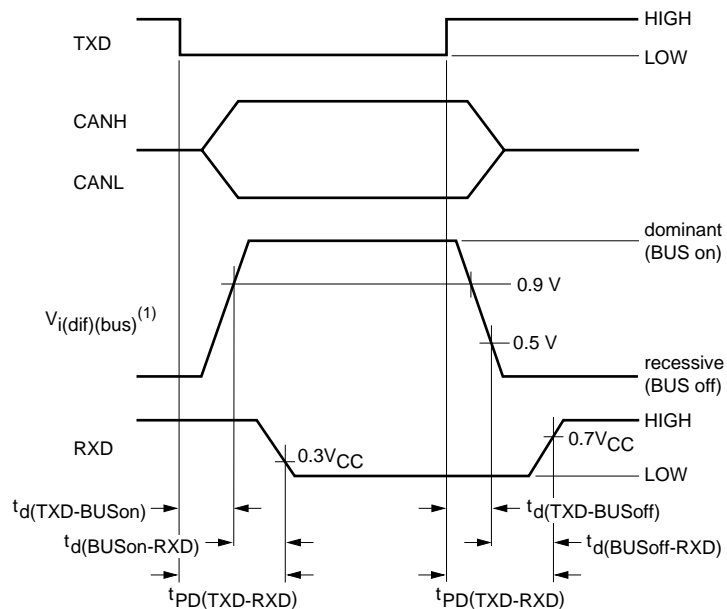 HIGH
TXD
LOW
CANH
CANL
dominant
(BUS on)
0.9 V
Vi(dif)(bus)(1)
0.5 V
recessive
(BUS off)
HIGH
RXD
0.3VCC
0.7VCC
LOW
td(TXD-BUSon)
td(TXD-BUSoff)
td(BUSon-RXD)
td(BUSoff-RXD)
tPD(TXD-RXD)
tPD(TXD-RXD)